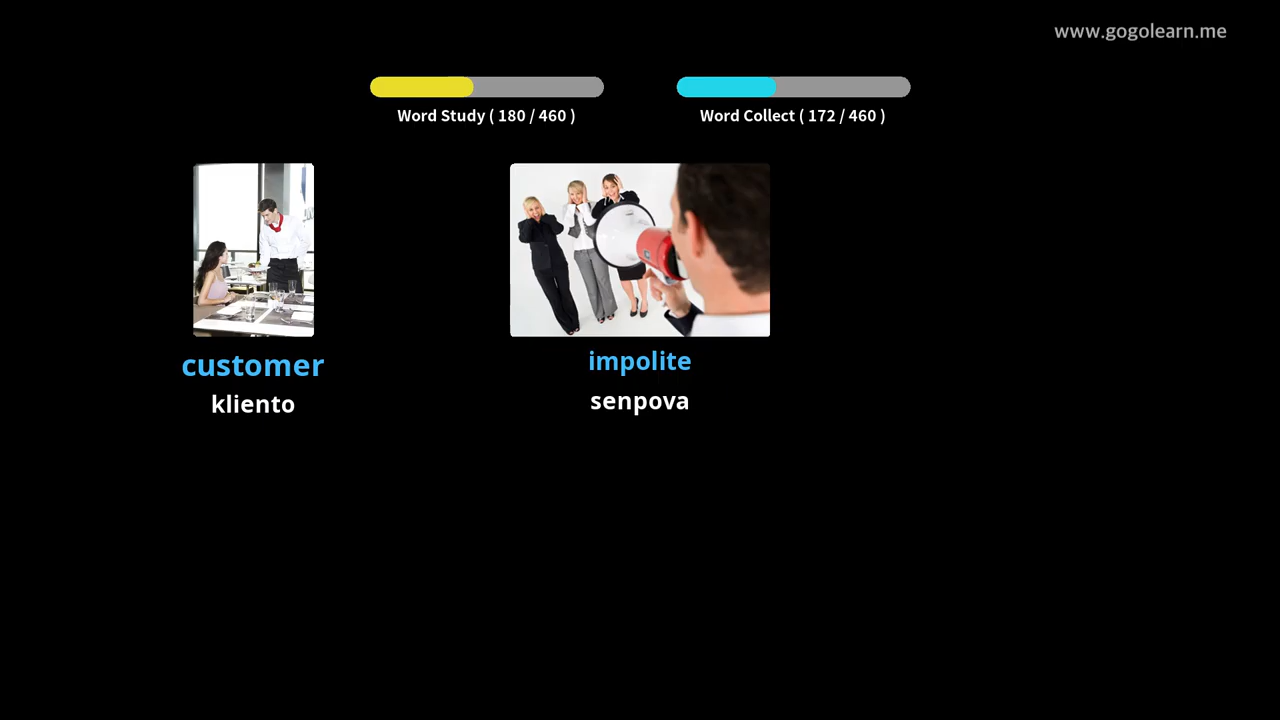 www.gogolearn.me
Word Study ( 180 / 460 )
Word Collect ( 172 / 460 )
customer
kliento
impolite
senpova